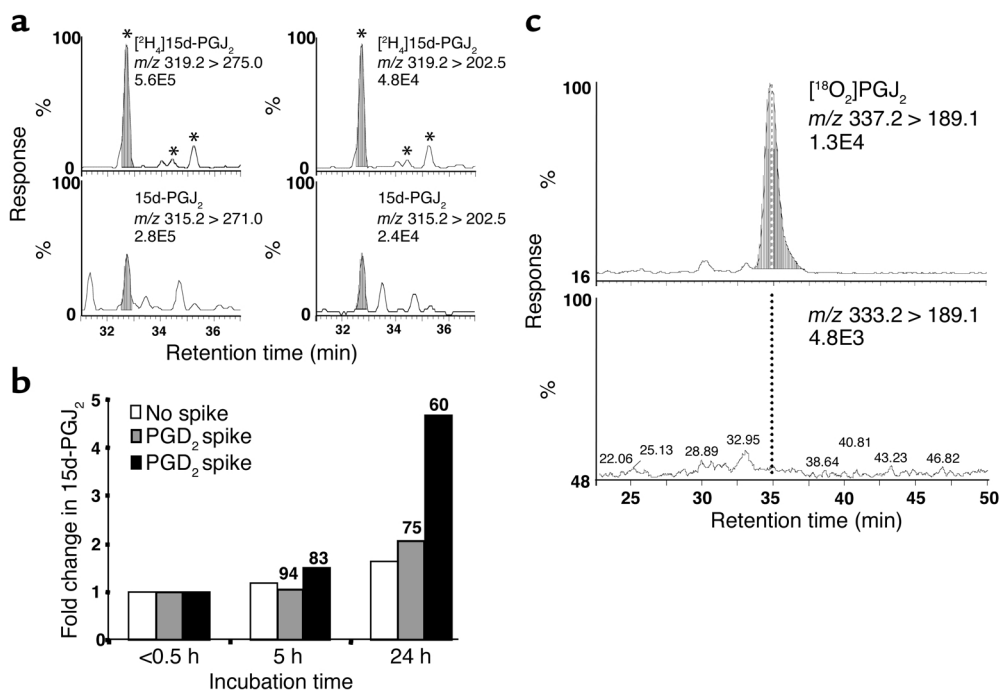 a
Response
%
100
0
*
[²H₄]15d-PGJ₂
m/z 319.2 > 275.0
5.6E5
*
*
%
100
0
*
[²H₄]15d-PGJ₂
m/z 319.2 > 202.5
4.8E4
*
*
%
100
0
15d-PGJ₂
m/z 315.2 > 271.0
2.8E5
32
34
36
%
100
0
15d-PGJ₂
m/z 315.2 > 202.5
2.4E4
32
34
36
Retention time (min)
b
Fold change in 15d-PGJ₂
5
4
3
2
1
0
No spike
PGD₂ spike
PGD₂ spike
94
83
75
60
<0.5 h
5 h
24 h
Incubation time
c
Response
%
100
16
[¹⁸O₂]PGJ₂
m/z 337.2 > 189.1
1.3E4
%
100
48
m/z 333.2 > 189.1
4.8E3
22.06
25.13
28.89
32.95
38.64
40.81
43.23
46.82
25
30
35
40
45
50
Retention time (min)